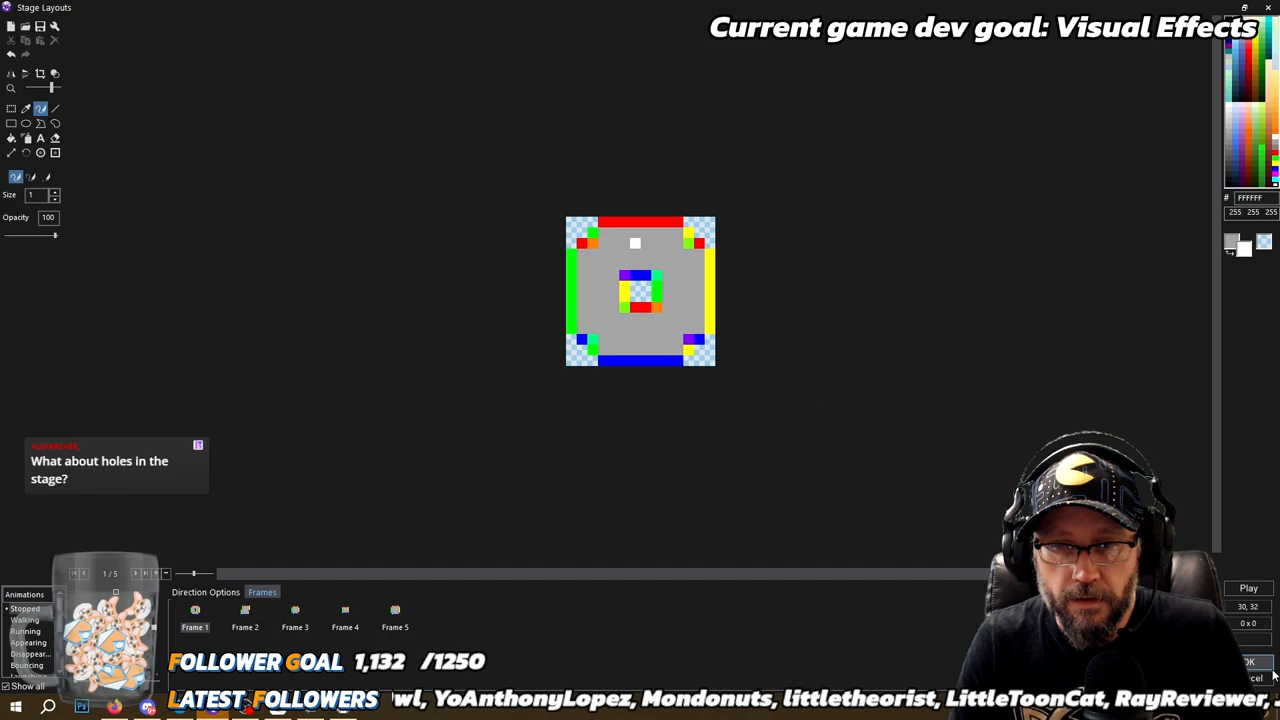 Stage Layouts
Current game dev goal: Visual Effects
# FFFFFF
255 255 255
Size 1
Opacity 100
What about holes in the
stage?
1 / 5
Animations
Stopped
Walking
Running
Appearing
Disappear...
Bouncing
Show all
Direction Options Frames
Frame 1 Frame 2 Frame 3 Frame 4 Frame 5
Play
30, 32
0 x 0
OK
FOLLOWER GOAL 1,132 /1250
LATEST FOLLOWERS wl, YoAnthonyLopez, Mondonuts, littletheorist, LittleToonCat, RayReviewer,